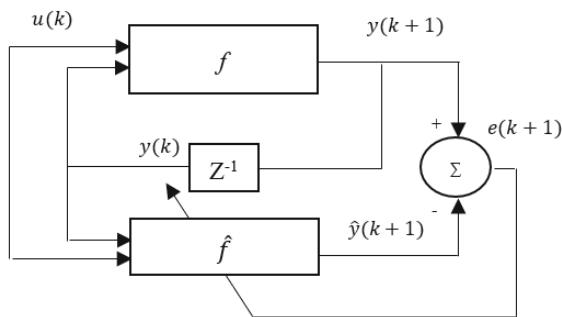 u(k)
y(k+1)
f
+
e(k+1)
y(k)
Z⁻¹
Σ
-
f̂
ŷ(k+1)